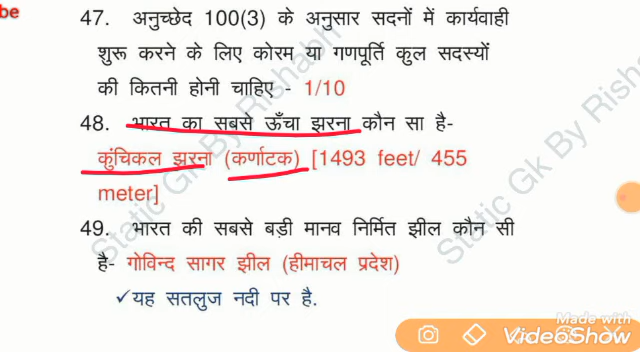 be
47. अनुच्छेद 100(3) के अनुसार सदनों में कार्यवाही
शुरू करने के लिए कोरम या गणपूर्ति कुल सदस्यों
की कितनी होनी चाहिए - 1/10
48. भारत का सबसे ऊँचा झरना कौन सा है-
कुंचिकल झरना (कर्णाटक) [1493 feet/ 455
meter]
49. भारत की सबसे बड़ी मानव निर्मित झील कौन सी
है- गोविन्द सागर झील (हीमाचल प्रदेश)
✓यह सतलुज नदी पर है.
Static Gk By Rishabh
Static Gk By Risha
Made with
VideoShow